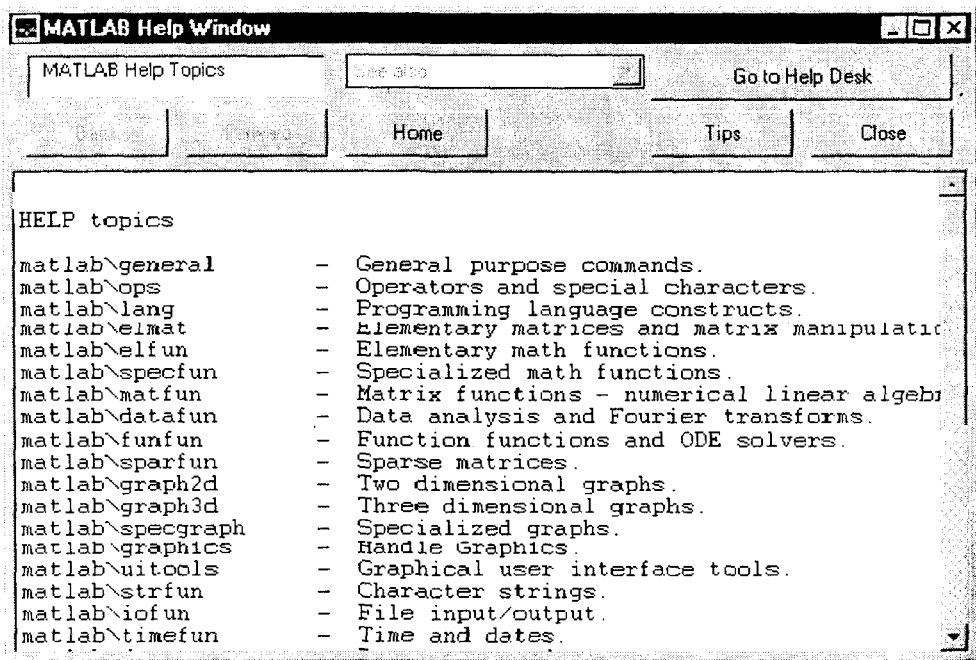 MATLAB Help Window
MATLAB Help Topics
See also
Go to Help Desk
Home
Tips
Close
HELP topics
matlab\general - General purpose commands.
matlab\ops - Operators and special characters.
matlab\lang - Programming language constructs.
matlab\elmat - Elementary matrices and matrix manipulatio
matlab\elfun - Elementary math functions.
matlab\specfun - Specialized math functions.
matlab\matfun - Matrix functions - numerical linear algebr
matlab\datafun - Data analysis and Fourier transforms.
matlab\funfun - Function functions and ODE solvers.
matlab\sparfun - Sparse matrices.
matlab\graph2d - Two dimensional graphs.
matlab\graph3d - Three dimensional graphs.
matlab\specgraph - Specialized graphs.
matlab\graphics - Handle Graphics.
matlab\uitools - Graphical user interface tools.
matlab\strfun - Character strings.
matlab\iofun - File input/output.
matlab\timefun - Time and dates.